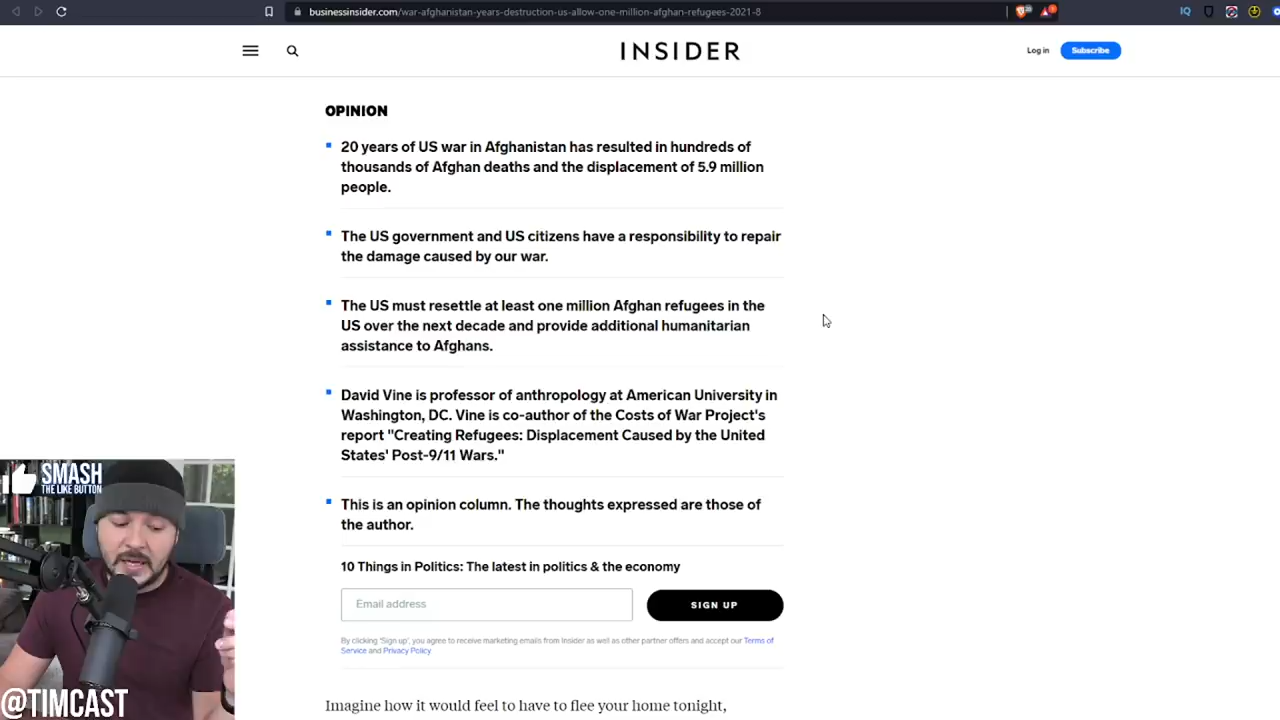 businessinsider.com/war-afghanistan-years-destruction-us-allow-one-million-afghan-refugees-2021-8
IQ
INSIDER
Log in
Subscribe
OPINION
20 years of US war in Afghanistan has resulted in hundreds of
thousands of Afghan deaths and the displacement of 5.9 million
people.
The US government and US citizens have a responsibility to repair
the damage caused by our war.
The US must resettle at least one million Afghan refugees in the
US over the next decade and provide additional humanitarian
assistance to Afghans.
David Vine is professor of anthropology at American University in
Washington, DC. Vine is co-author of the Costs of War Project's
report "Creating Refugees: Displacement Caused by the United
States' Post-9/11 Wars."
This is an opinion column. The thoughts expressed are those of
the author.
10 Things in Politics: The latest in politics & the economy
Email address
SIGN UP
By clicking 'Sign up', you agree to receive marketing emails from Insider as well as other partner offers and accept our Terms of
Service and Privacy Policy
Imagine how it would feel to have to flee your home tonight,
SMASH
THE LIKE BUTTON
@TIMCAST